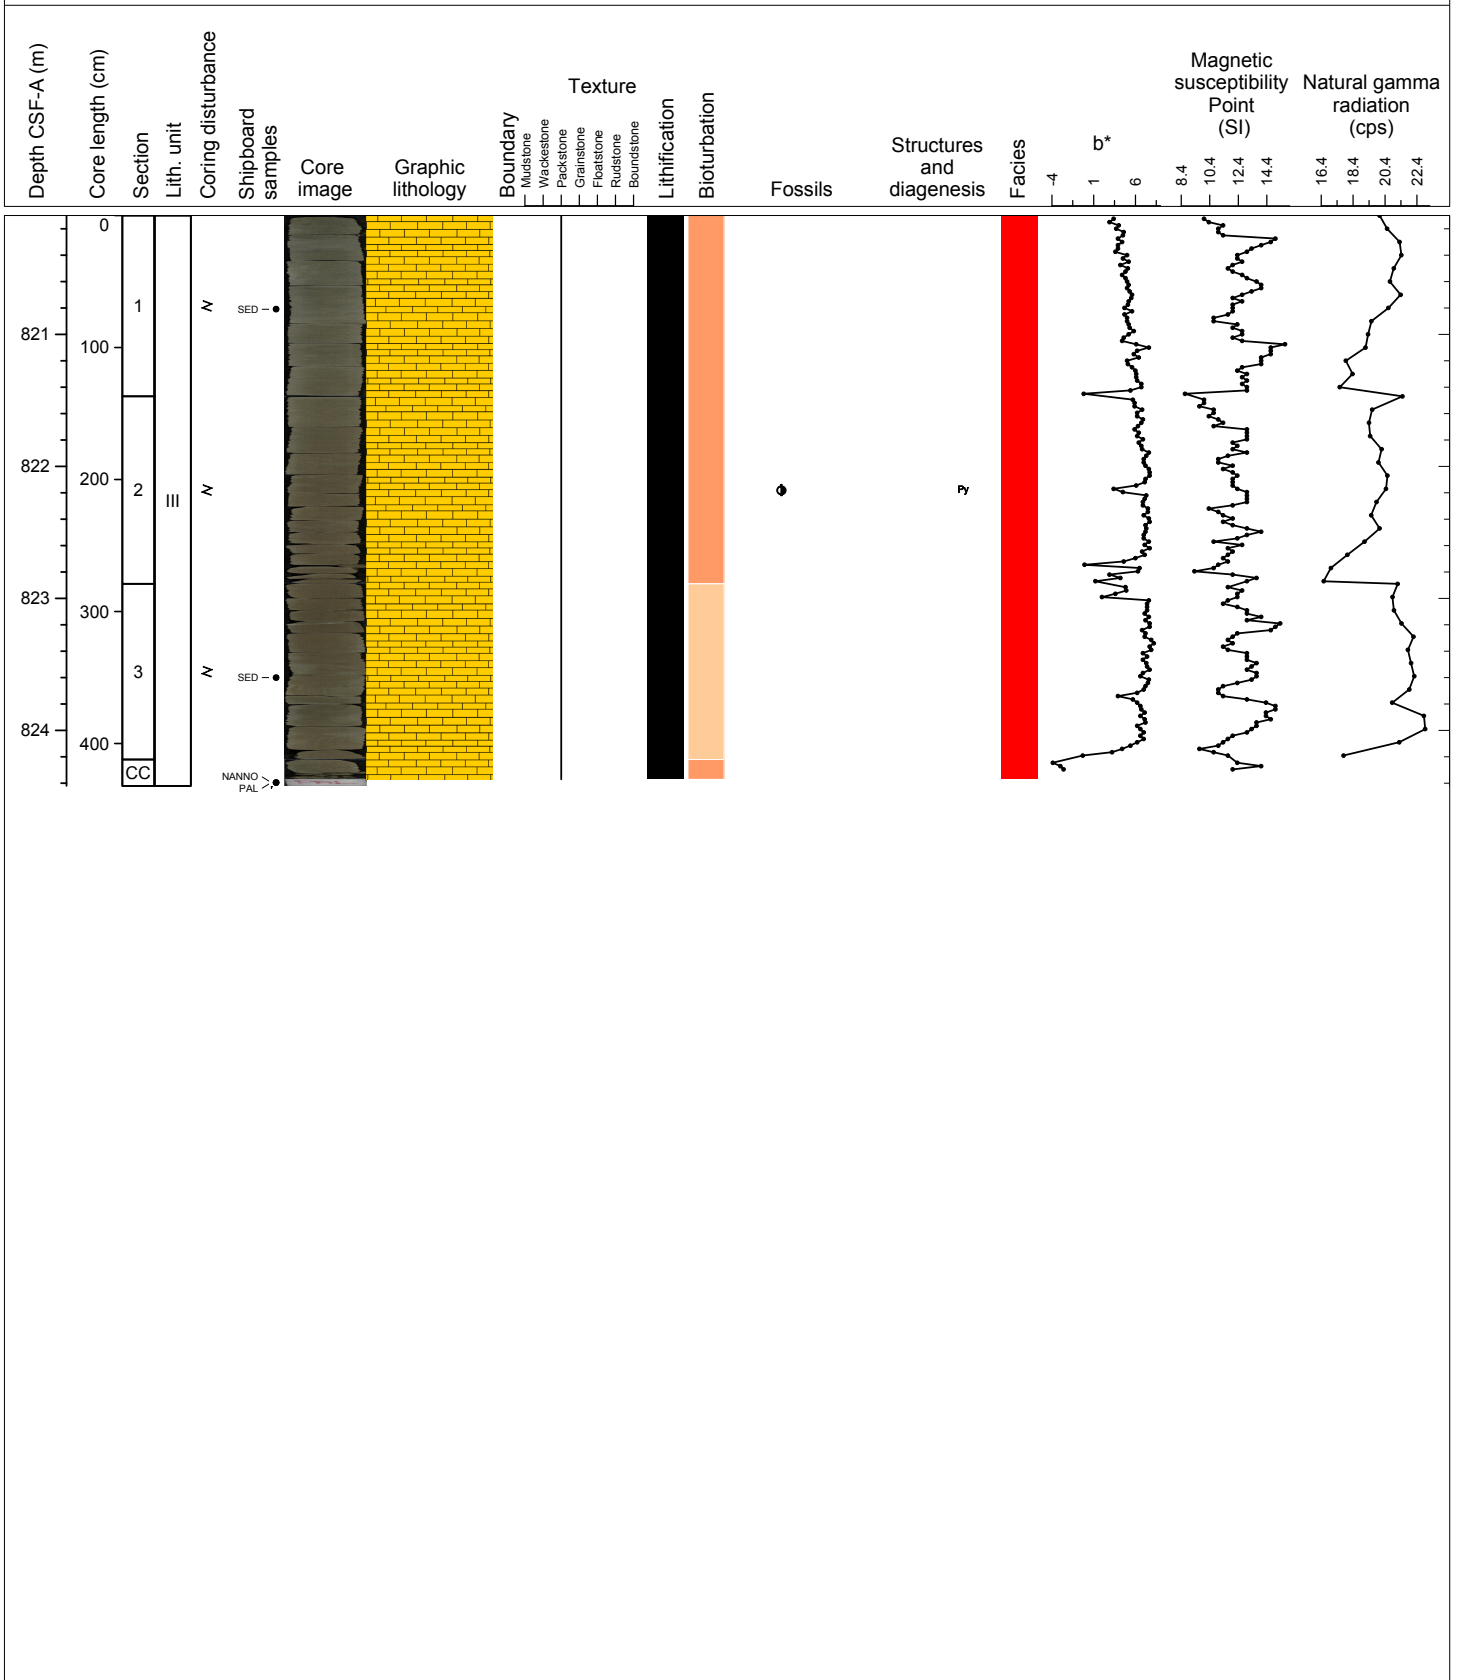 Depth CSF-A (m)
Core length (cm)
Section
Lith. unit
Coring disturbance
Shipboard
samples
Core
image
Graphic
lithology
Boundary
Texture
Mudstone
Wackestone
Packstone
Grainstone
Floatstone
Rudstone
Boundstone
Lithification
Bioturbation
Fossils
Structures
and
diagenesis
Facies
b*
-4
1
6
Magnetic
susceptibility
Point
(SI)
8.4
10.4
12.4
14.4
Natural gamma
radiation
(cps)
16.4
18.4
20.4
22.4
821
822
823
824
0
100
200
300
400
1
2
3
CC
III
SED
SED
NANNO
PAL
Py